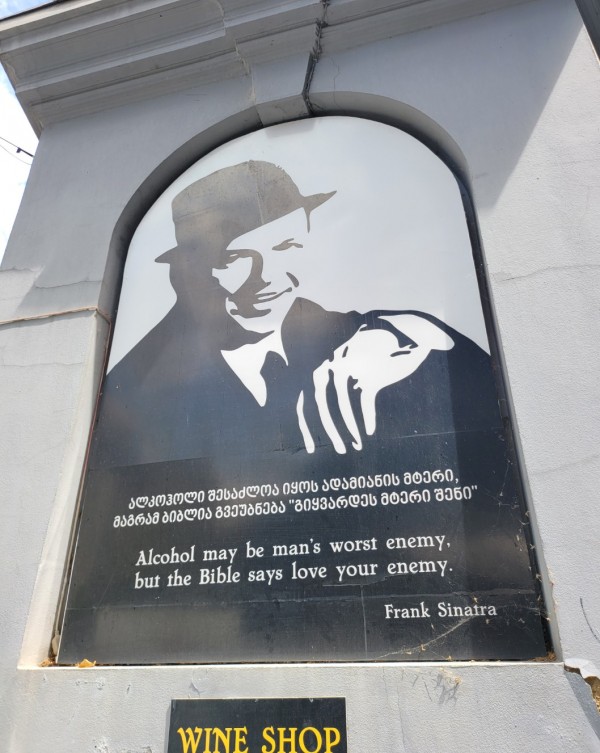 ალკოჰოლი შესაძლოა იყოს ადამიანის მტერი,
მაგრამ ბიბლია გვეუბნება "გიყვარდეს მტერი შენი"
Alcohol may be man's worst enemy,
but the Bible says love your enemy.
Frank Sinatra
WINE SHOP